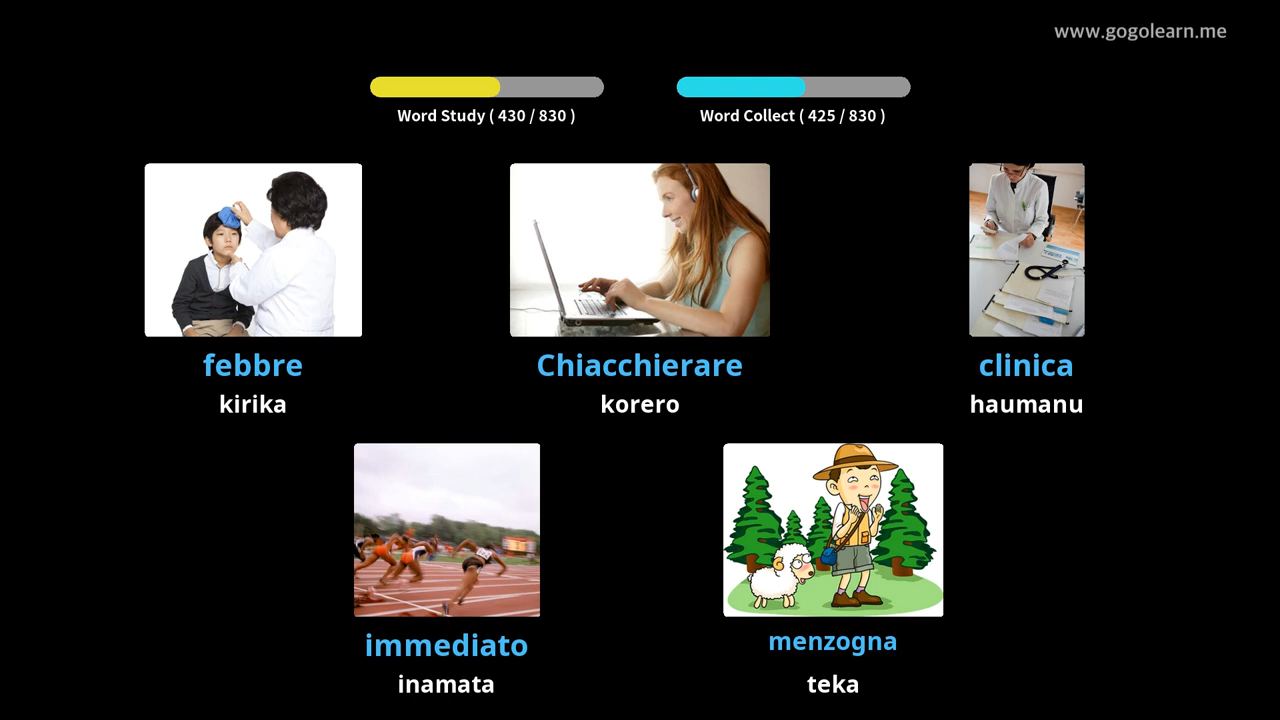 www.gogolearn.me
Word Study ( 430 / 830 )
Word Collect ( 425 / 830 )
febbre
kirika
Chiacchierare
korero
clinica
haumanu
immediato
inamata
menzogna
teka